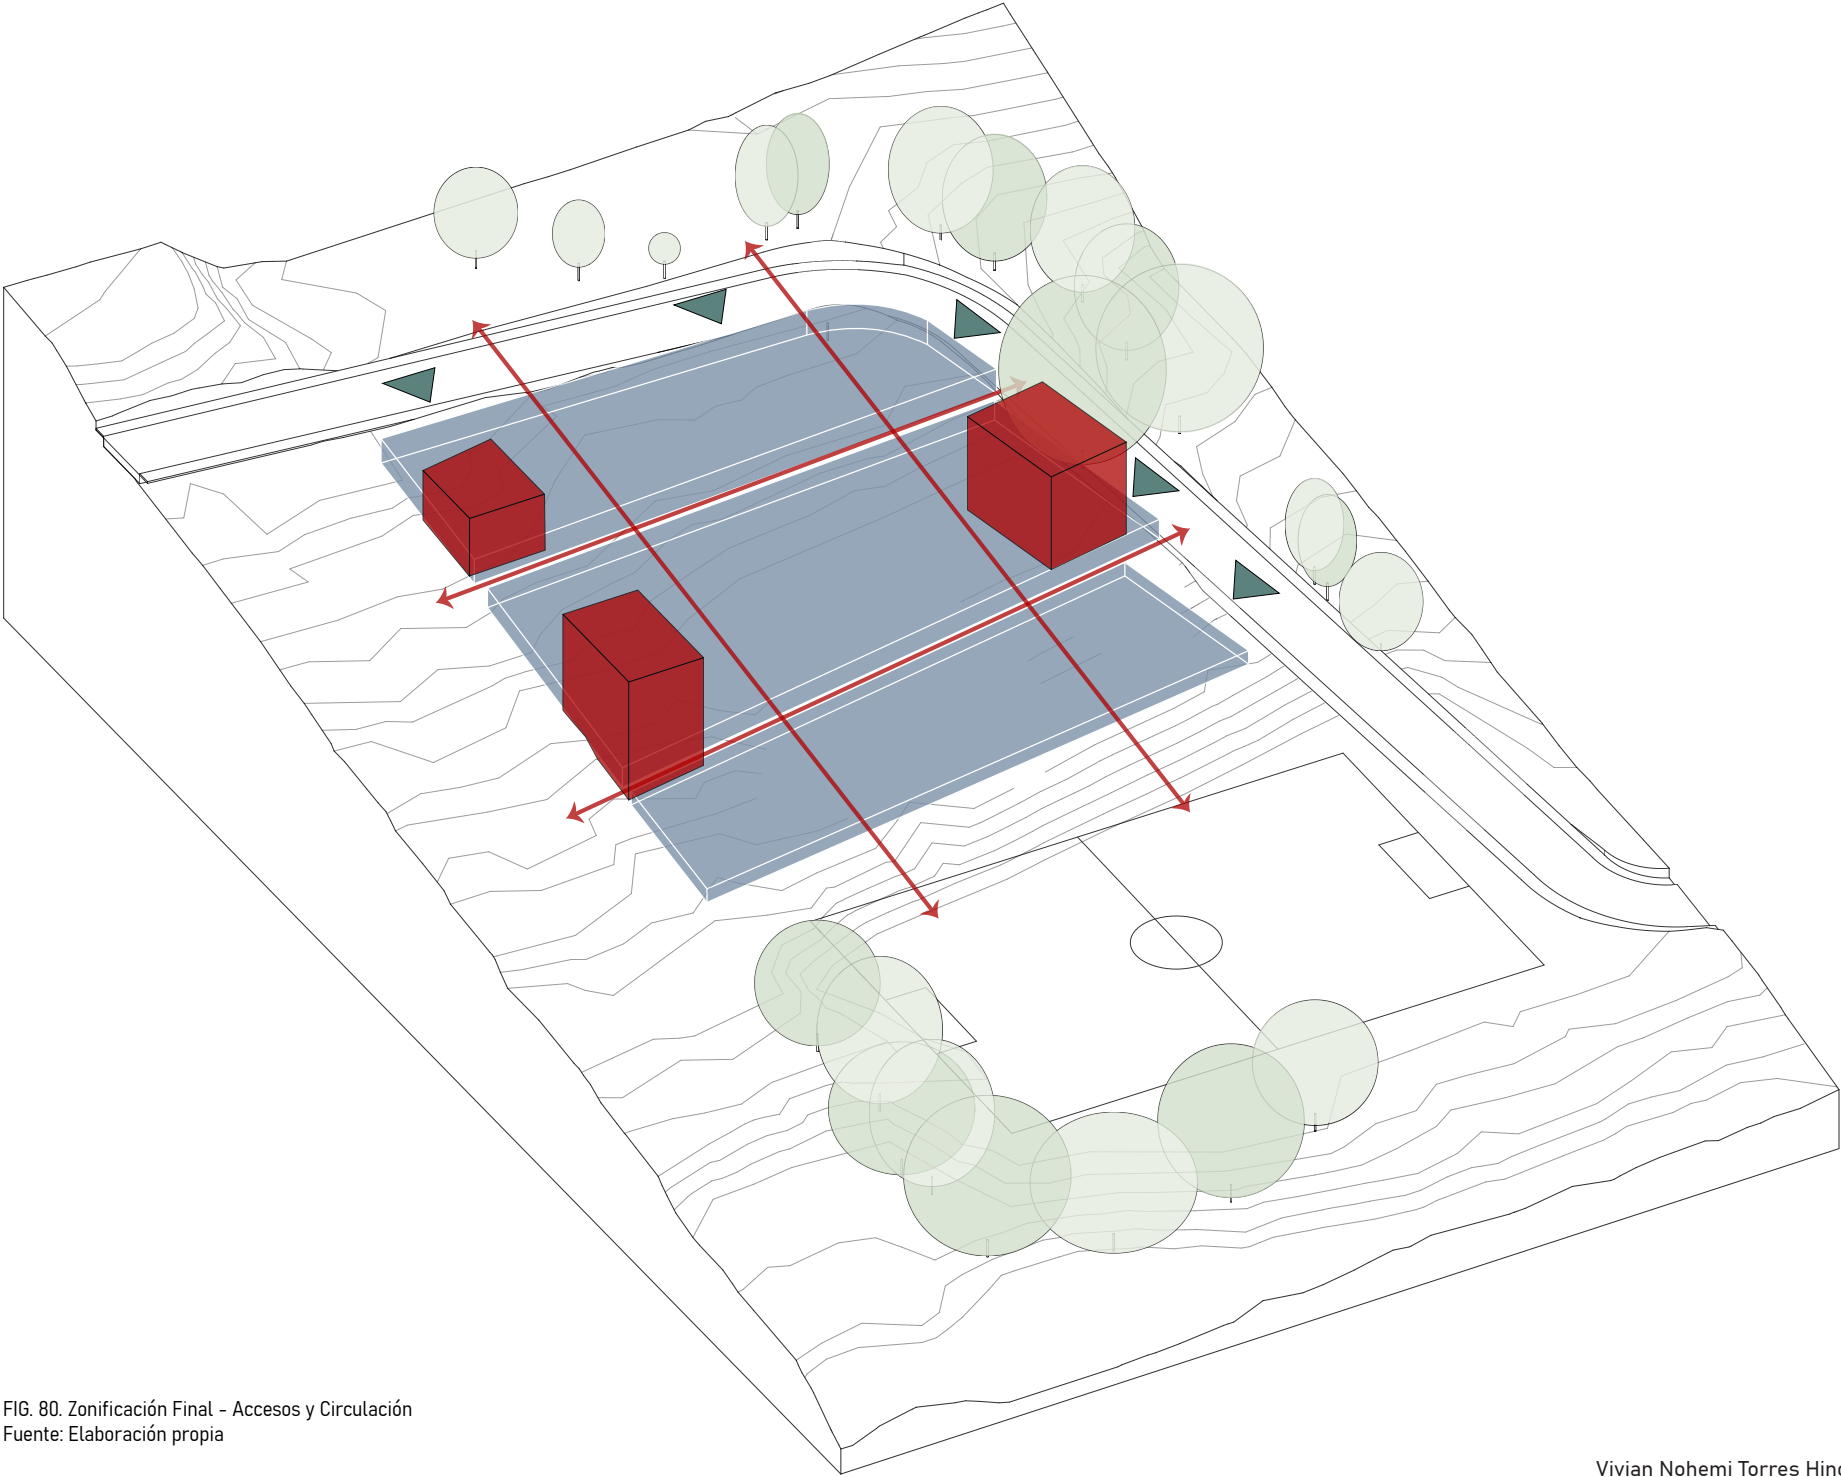 FIG. 80. Zonificación Final - Accesos y Circulación
Fuente: Elaboración propia
Vivian Nohemi Torres